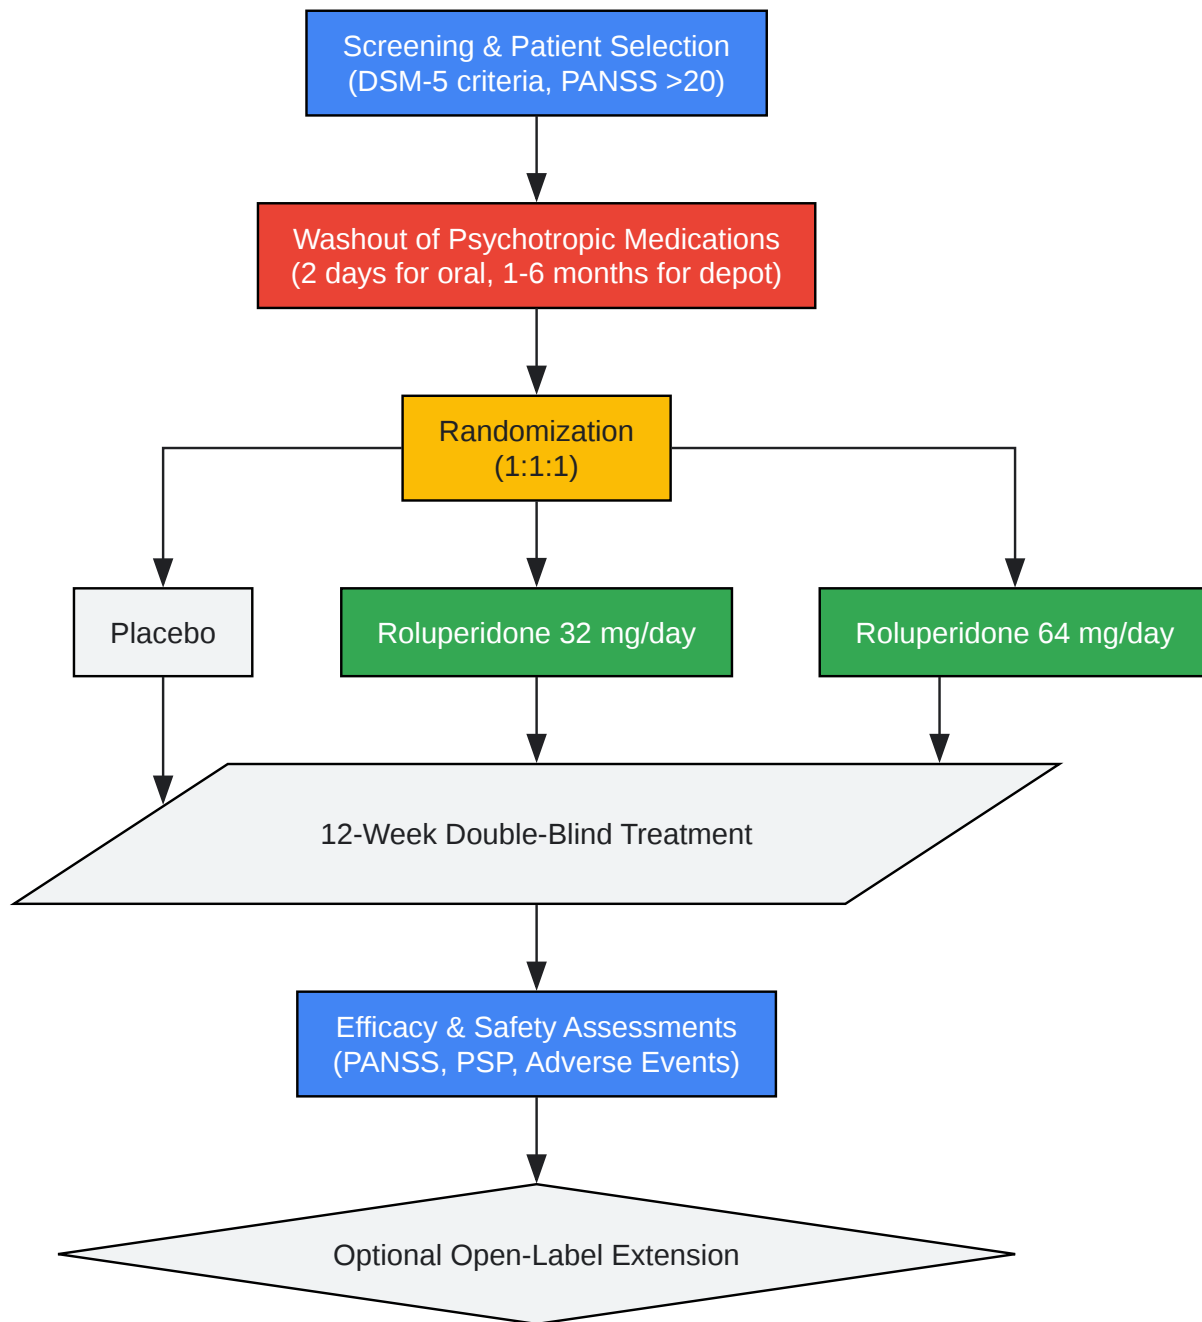 Screening & Patient Selection
(DSM-5 criteria, PANSS >20)
Washout of Psychotropic Medications
(2 days for oral, 1-6 months for depot)
Randomization
(1:1:1)
Placebo
Roluperidone 32 mg/day
Roluperidone 64 mg/day
12-Week Double-Blind Treatment
Efficacy & Safety Assessments
(PANSS, PSP, Adverse Events)
Optional Open-Label Extension